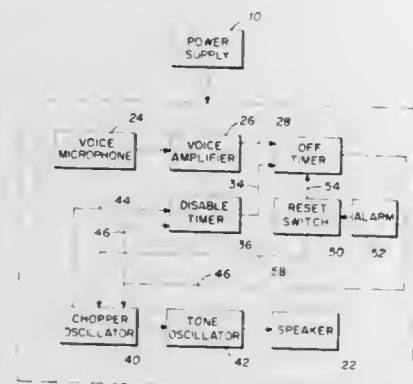 10
POWER
SUPPLY
24
26
28
VOICE
MICROPHONE
VOICE
AMPLIFIER
OFF
TIMER
44
34
54
46
DISABLE
TIMER
RESET
SWITCH
ALARM
36
50
52
46
58
CHOPPER
OSCILLATOR
TONE
OSCILLATOR
SPEAKER
40
42
22